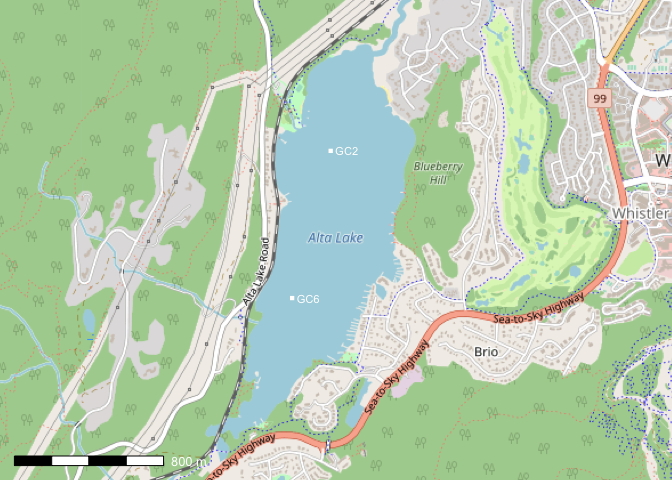 99
W
GC2
Blueberry
Hill
Whistler
Alta Lake
Alta Lake Road
GC6
Sea-to-Sky Highway
Brio
Sea-to-Sky Highway
-to-Sky Highway
800 m